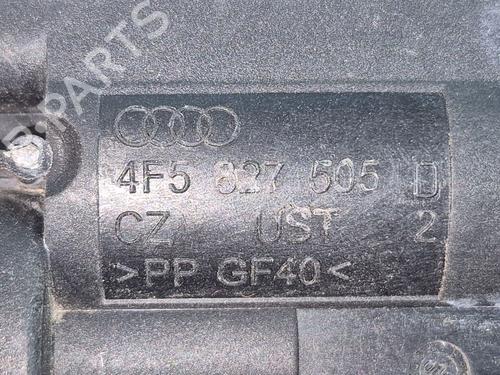 B-PARTS
4F5 827 505 D
CZ UST 2
>PP GF40<